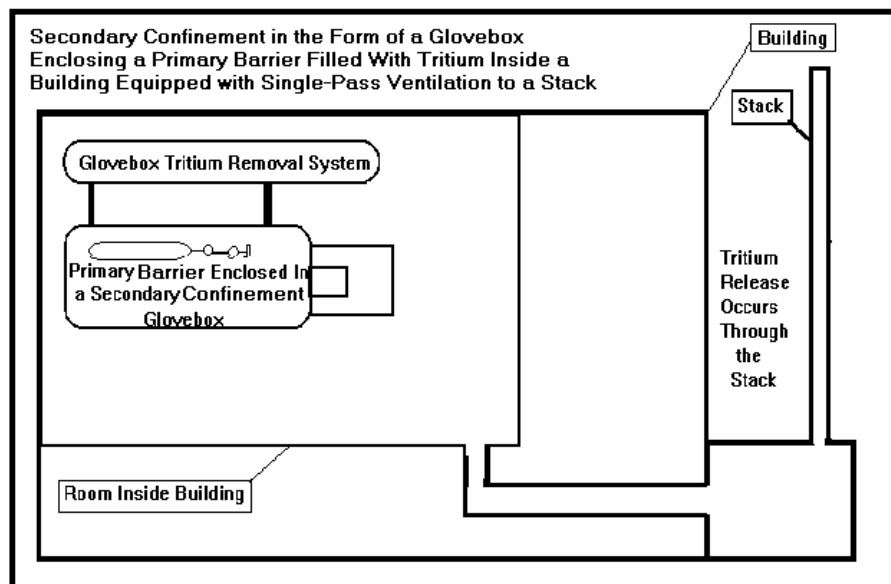 Secondary Confinement in the Form of a Glovebox
Enclosing a Primary Barrier Filled With Tritium Inside a
Building Equipped with Single-Pass Ventilation to a Stack
Building
Stack
Glovebox Tritium Removal System
Primary Barrier Enclosed In
a Secondary Confinement
Glovebox
Tritium
Release
Occurs
Through
the
Stack
Room Inside Building